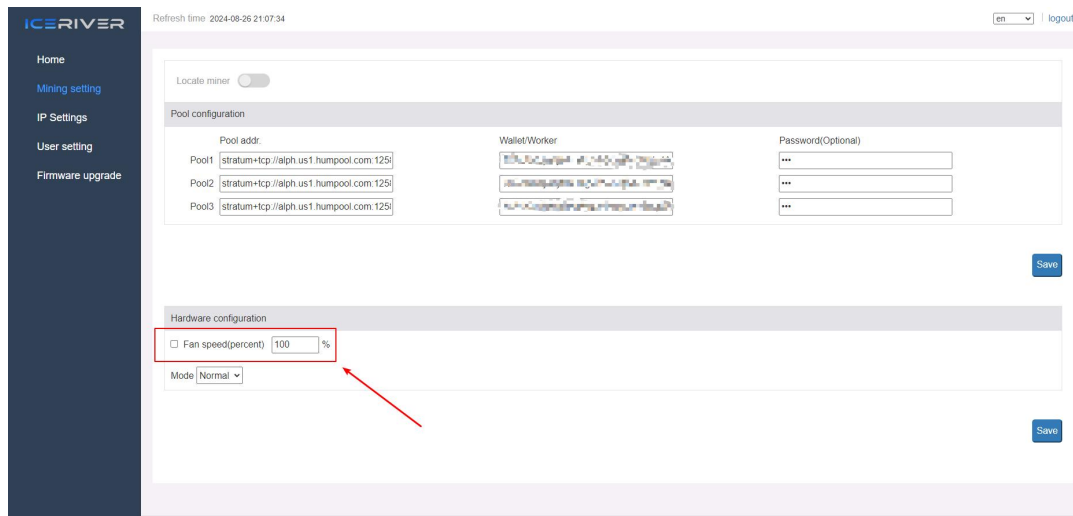 ICERIVER
Refresh time 2024-08-26 21:07:34
en
logout
Home
Mining setting
IP Settings
User setting
Firmware upgrade
Locate miner
Pool configuration
Pool addr. Wallet/Worker Password(Optional)
Pool1 stratum+tcp://alph.us1.humpool.com:125 •••
Pool2 stratum+tcp://alph.us1.humpool.com:125 •••
Pool3 stratum+tcp://alph.us1.humpool.com:125 •••
Save
Hardware configuration
Fan speed(percent) 100 %
Mode Normal
Save